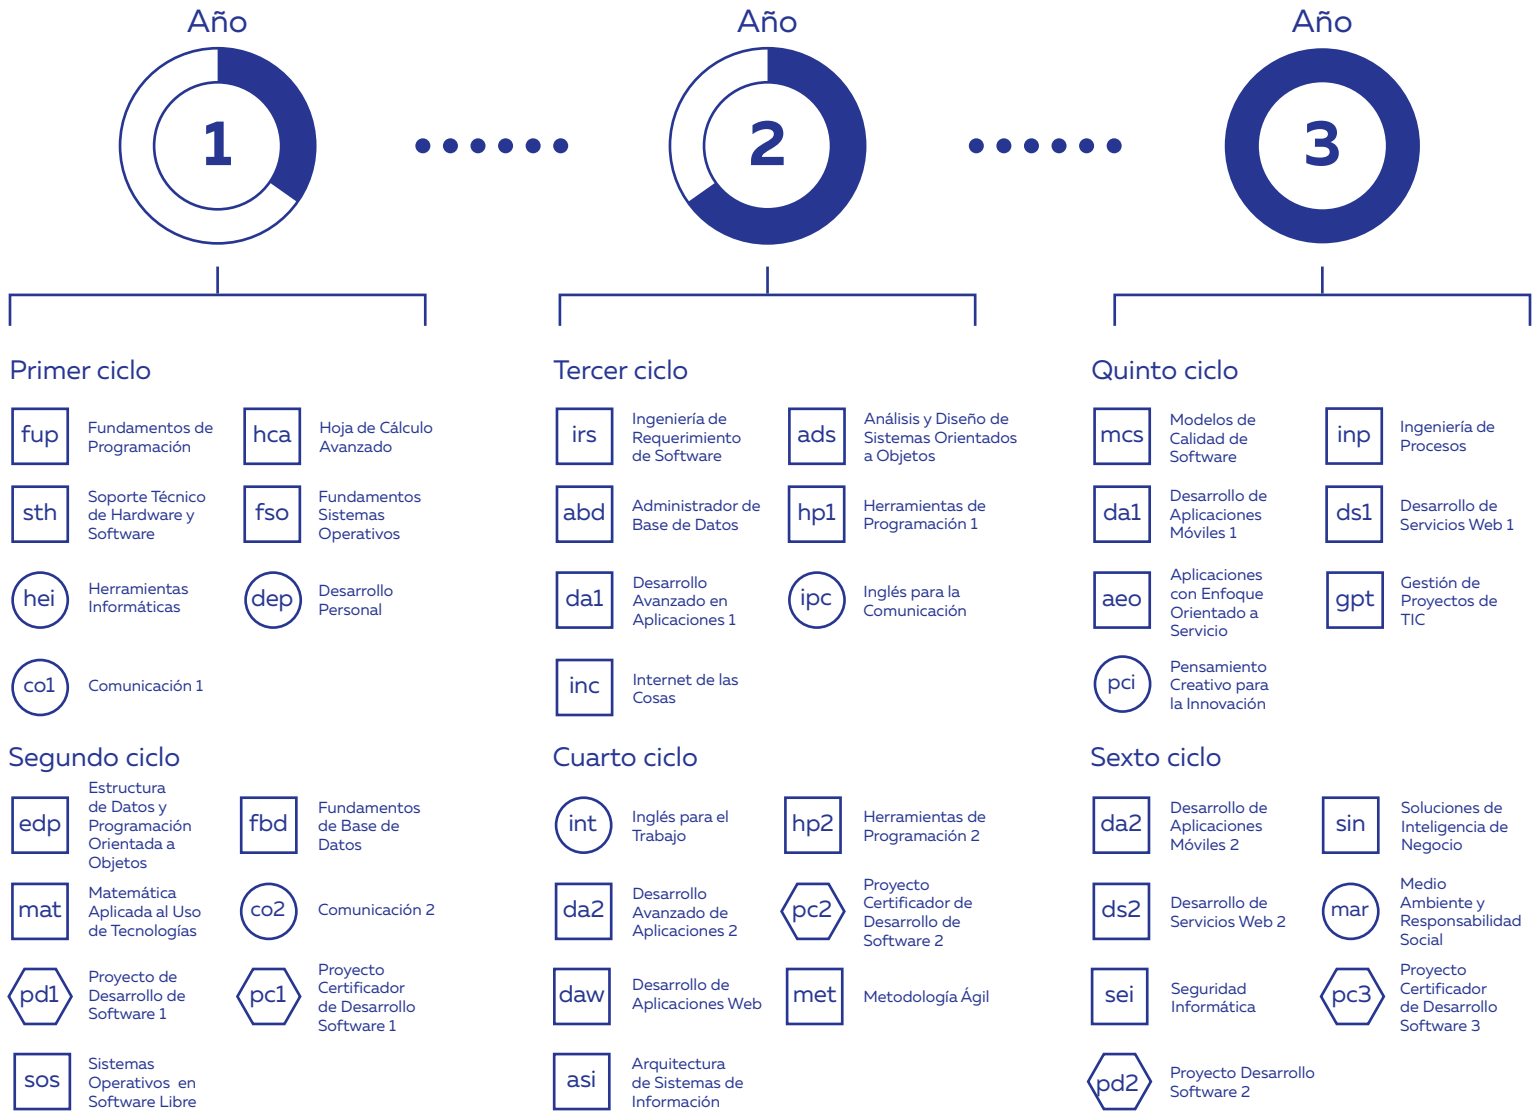 Año
1
Año
2
Año
3
Primer ciclo
fup
Fundamentos de
Programación
hca
Hoja de Cálculo
Avanzado
sth
Soporte Técnico
de Hardware y
Software
fso
Fundamentos
Sistemas
Operativos
hei
Herramientas
Informáticas
dep
Desarrollo
Personal
co1
Comunicación 1
Segundo ciclo
edp
Estructura
de Datos y
Programación
Orientada a
Objetos
fbd
Fundamentos
de Base de
Datos
mat
Matemática
Aplicada al Uso
de Tecnologías
co2
Comunicación 2
pd1
Proyecto de
Desarrollo de
Software 1
pc1
Proyecto
Certificador
de Desarrollo
Software 1
sos
Sistemas
Operativos en
Software Libre
Tercer ciclo
irs
Ingeniería de
Requerimiento
de Software
ads
Análisis y Diseño de
Sistemas Orientados
a Objetos
abd
Administrador de
Base de Datos
hp1
Herramientas de
Programación 1
da1
Desarrollo
Avanzado en
Aplicaciones 1
ipc
Inglés para la
Comunicación
inc
Internet de las
Cosas
Cuarto ciclo
int
Inglés para el
Trabajo
hp2
Herramientas de
Programación 2
da2
Desarrollo
Avanzado de
Aplicaciones 2
pc2
Proyecto
Certificador de
Desarrollo de
Software 2
daw
Desarrollo de
Aplicaciones Web
met
Metodología Ágil
asi
Arquitectura
de Sistemas de
Información
Quinto ciclo
mcs
Modelos de
Calidad de
Software
inp
Ingeniería de
Procesos
da1
Desarrollo de
Aplicaciones
Móviles 1
ds1
Desarrollo de
Servicios Web 1
aeo
Aplicaciones
con Enfoque
Orientado a
Servicio
gpt
Gestión de
Proyectos de
TIC
pci
Pensamiento
Creativo para
la Innovación
Sexto ciclo
da2
Desarrollo de
Aplicaciones
Móviles 2
sin
Soluciones de
Inteligencia de
Negocio
ds2
Desarrollo de
Servicios Web 2
mar
Medio
Ambiente y
Responsabilidad
Social
sei
Seguridad
Informática
pc3
Proyecto
Certificador
de Desarrollo
Software 3
pd2
Proyecto Desarrollo
Software 2